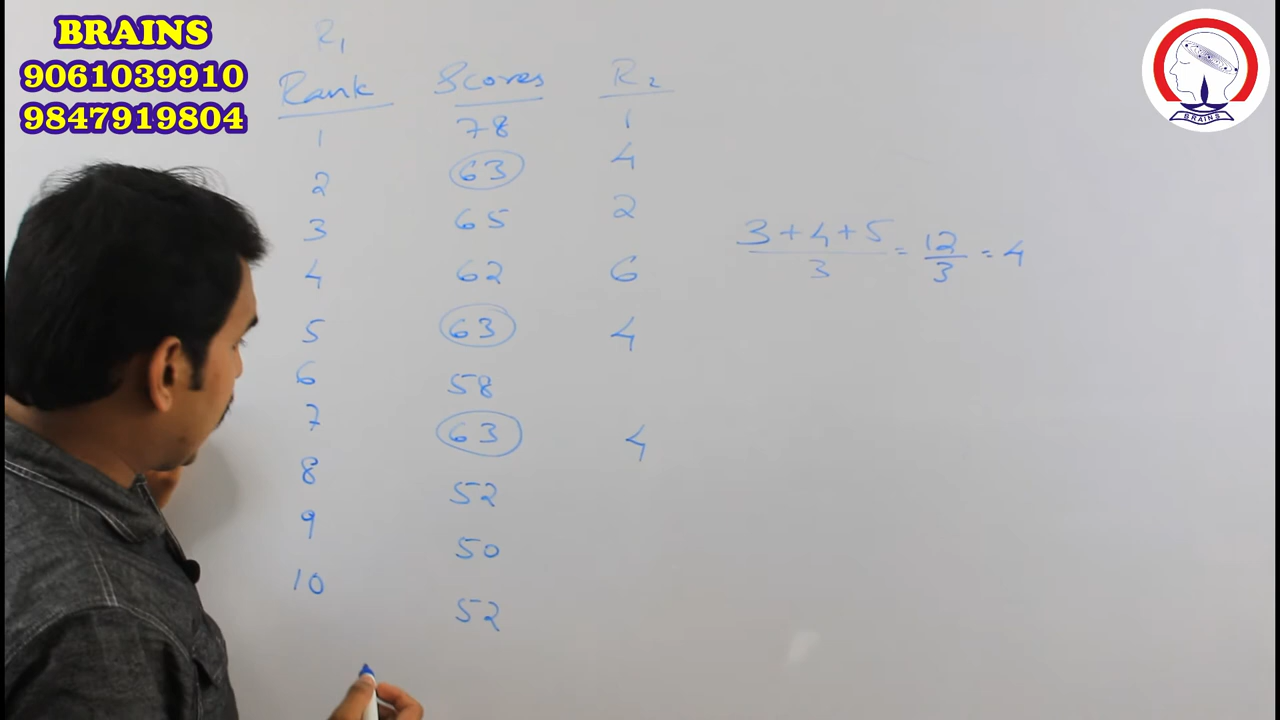 BRAINS
9061039910
9847919804
BRAINS
R1
Rank Scores R2
1 78 1
2 63 4
3 65 2
4 62 6
5 63 4
6 58
7 63 4
8 52
9 50
10 52
3+4+5/3 = 12/3 = 4